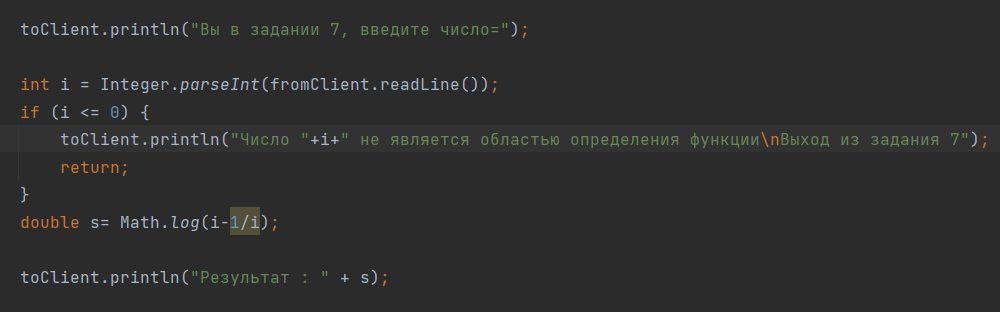 toClient.println("Вы в задании 7, введите число=");
int i = Integer.parseInt(fromClient.readLine());
if (i <= 0) {
toClient.println("Число "+i+" не является областью определения функции\nВыход из задания 7");
return;
}
double s= Math.log(i-1/i);
toClient.println("Результат : " + s);